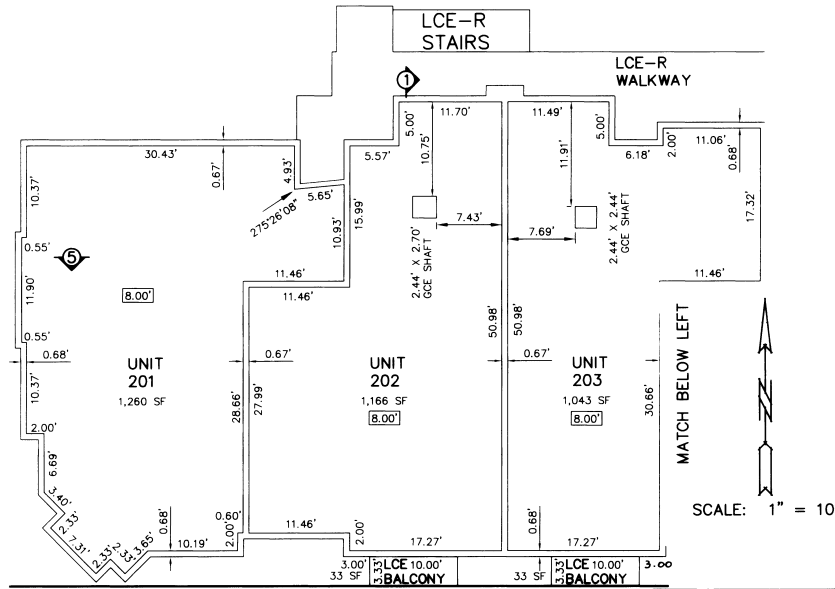 LCE-R
STAIRS
LCE-R
WALKWAY
1
11.70'
11.49'
5.00'
10.75'
11.91'
5.00'
6.18'
2.00'
11.06'
0.68'
30.43'
0.67'
4.93'
5.57'
5.65'
275°26'08"
10.37'
15.99'
10.93'
17.32'
7.43'
7.69'
2.44' X 2.70'
GCE SHAFT
2.44' X 2.44'
GCE SHAFT
0.55'
5
11.90'
8.00'
11.46'
11.46'
11.46'
0.55'
0.68'
0.67'
50.98'
50.98'
0.67'
UNIT
201
1,260 SF
UNIT
202
1,166 SF
8.00'
UNIT
203
1,043 SF
8.00'
10.37'
28.66'
27.99'
30.66'
MATCH BELOW LEFT
N
SCALE: 1" = 10
2.00'
6.69'
3.40'
2.33'
7.31'
2.33'
2.33'
3.65'
0.68'
10.19'
0.60'
2.00'
11.46'
2.00'
17.27'
0.68'
17.27'
3.00'
33 SF
3.33'
LCE 10.00'
BALCONY
33 SF
3.33'
LCE 10.00'
BALCONY
3.00